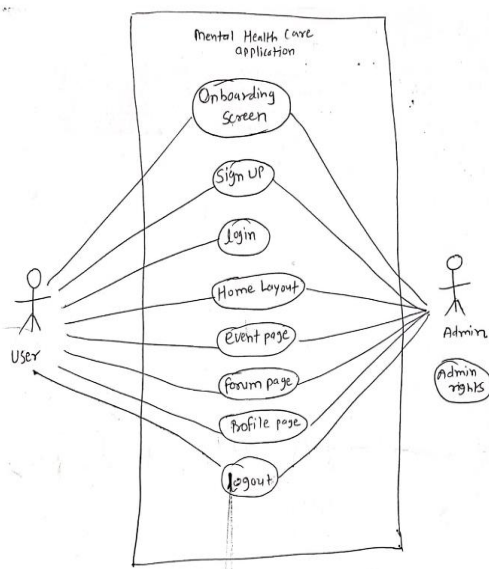 Mental Health Care
application
Onboarding
Screen
Sign UP
login
Home Layout
event page
forum page
Profile page
logout
User
Admin
Admin
rights